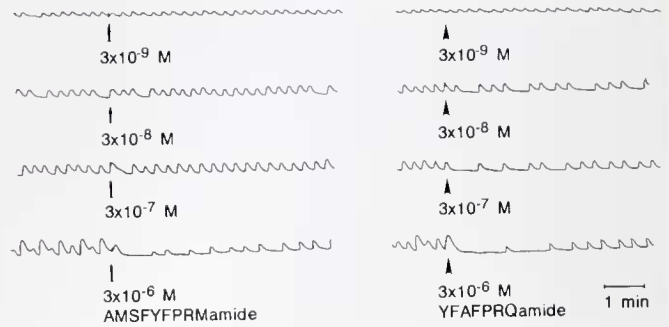 3x10⁻⁹ M
3x10⁻⁸ M
3x10⁻⁷ M
3x10⁻⁶ M
AMSFYFPRMamide
3x10⁻⁹ M
3x10⁻⁸ M
3x10⁻⁷ M
3x10⁻⁶ M
YFAFPRQamide
1 min